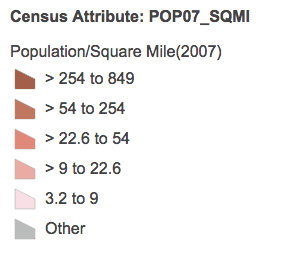 Census Attribute: POP07_SQMI
Population/Square Mile(2007)
> 254 to 849
> 54 to 254
> 22.6 to 54
> 9 to 22.6
3.2 to 9
Other